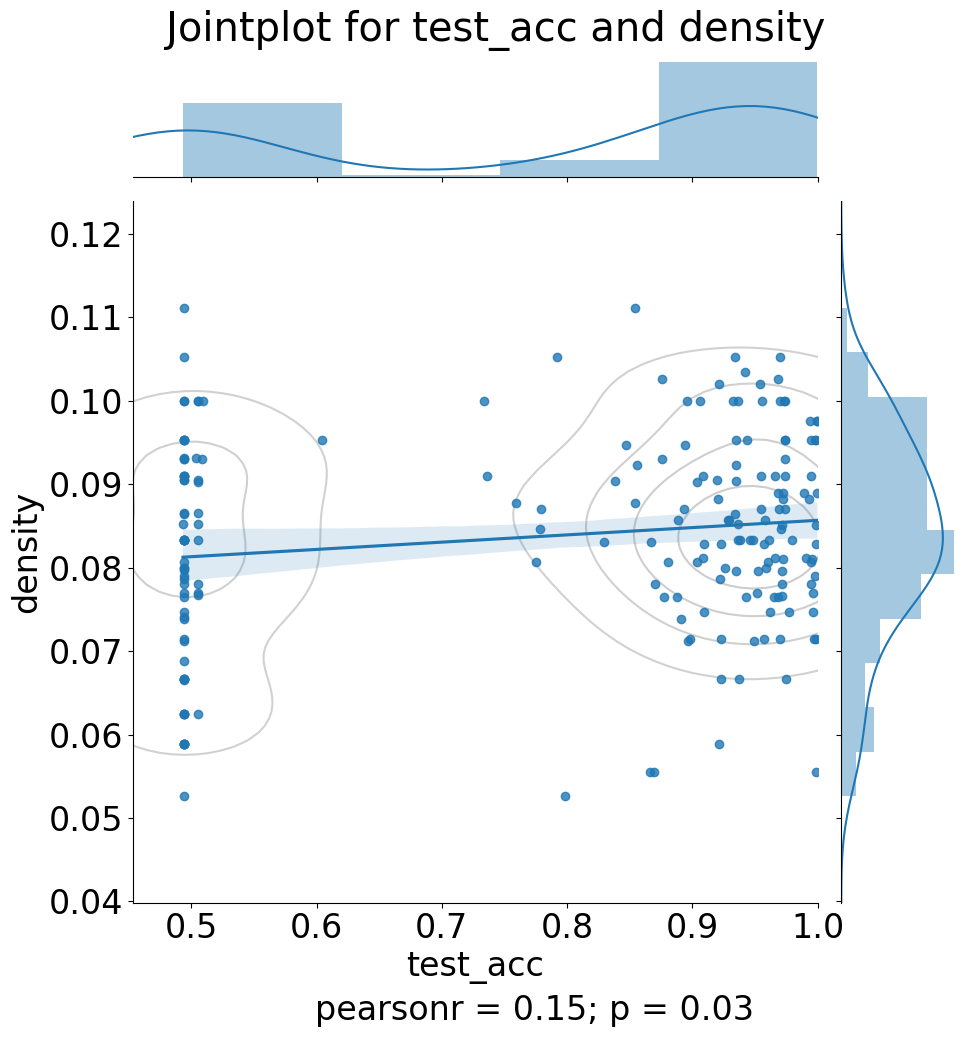 Jointplot for test_acc and density
0.12
0.11
0.10
0.09
0.08
0.07
0.06
0.05
0.04
density
0.5 0.6 0.7 0.8 0.9 1.0
test_acc
pearsonr = 0.15; p = 0.03